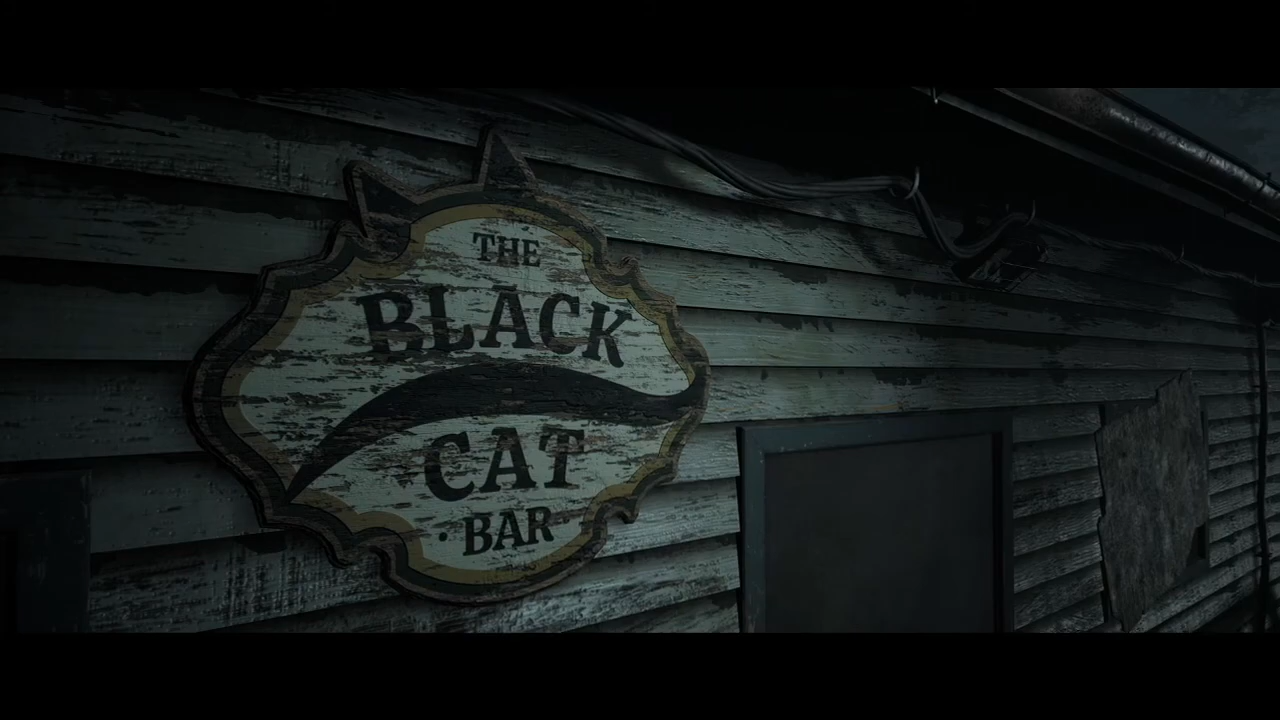 THE
BLACK
CAT
· BAR ·